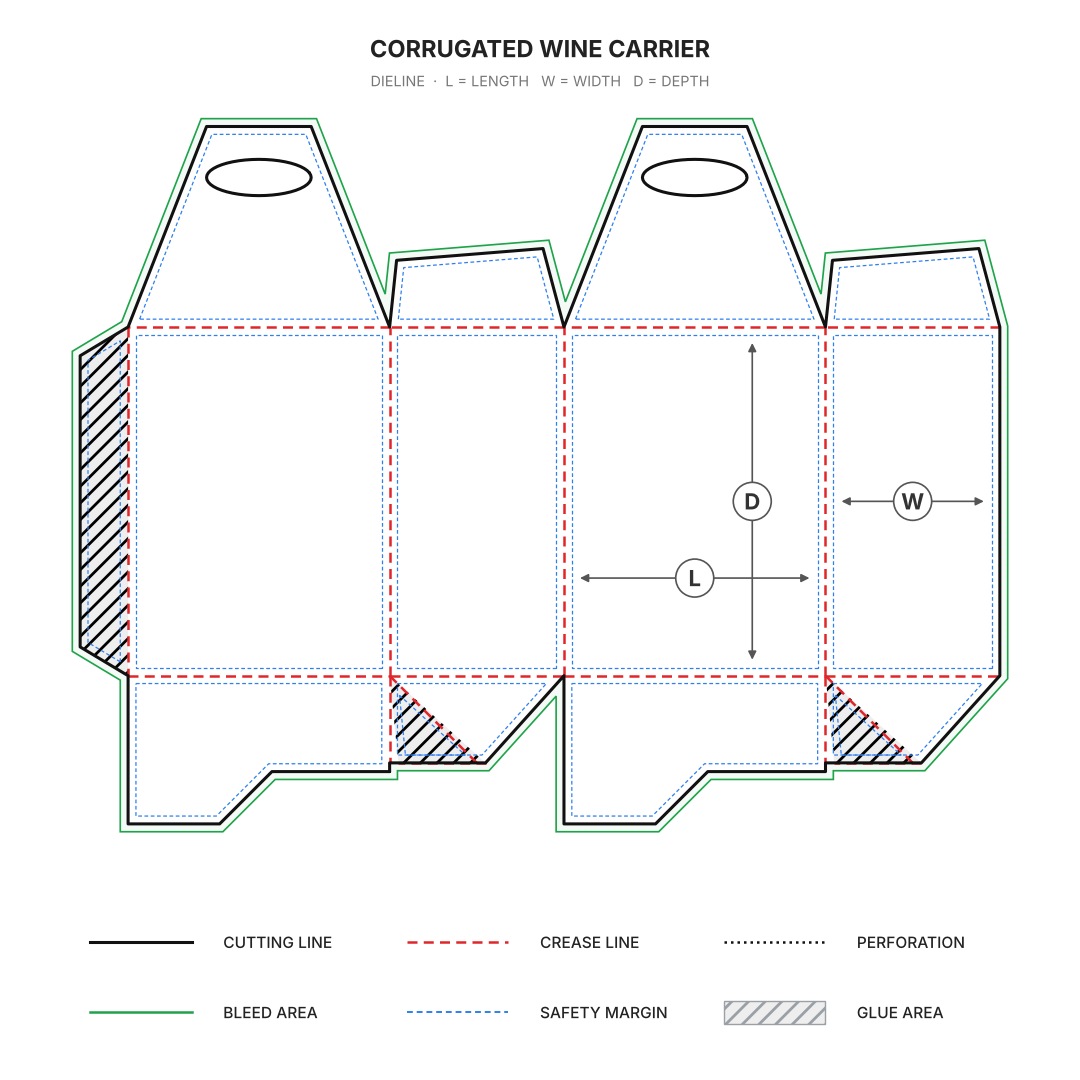 CORRUGATED WINE CARRIER
DIELINE · L = LENGTH W = WIDTH D = DEPTH
D
W
L
CUTTING LINE
CREASE LINE
PERFORATION
BLEED AREA
SAFETY MARGIN
GLUE AREA